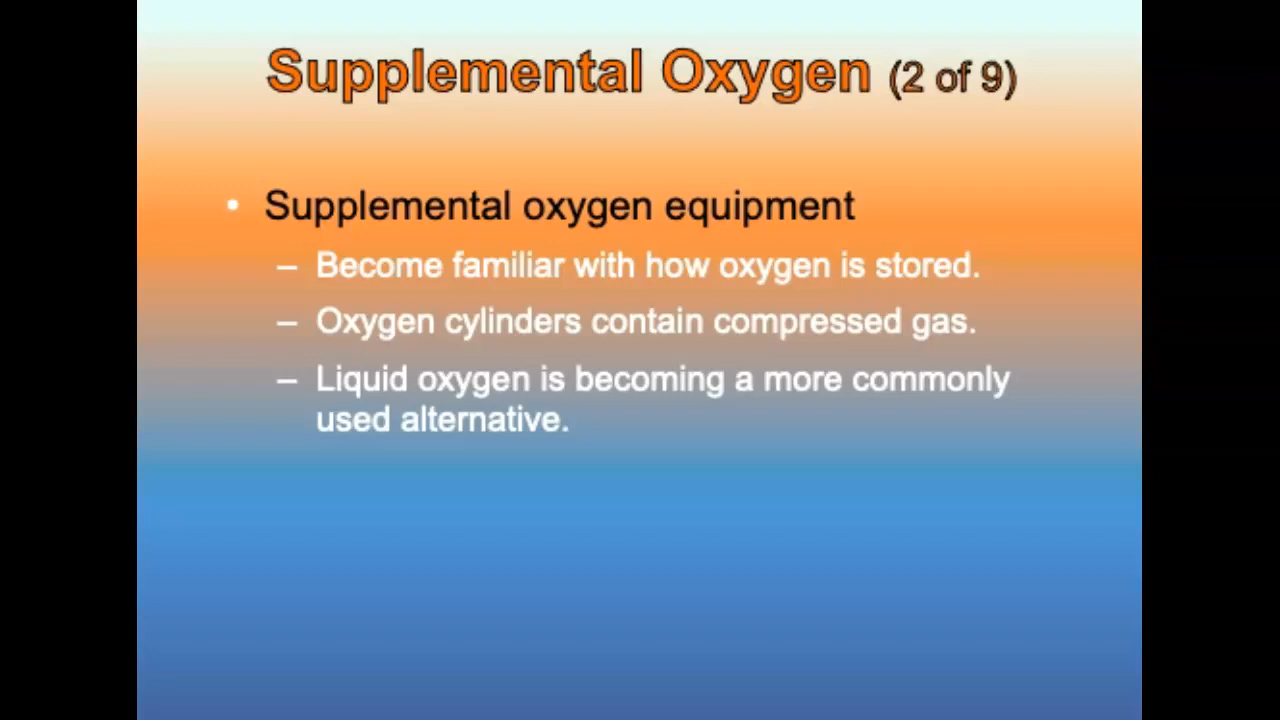 Supplemental Oxygen (2 of 9)
• Supplemental oxygen equipment
– Become familiar with how oxygen is stored.
– Oxygen cylinders contain compressed gas.
– Liquid oxygen is becoming a more commonly
used alternative.